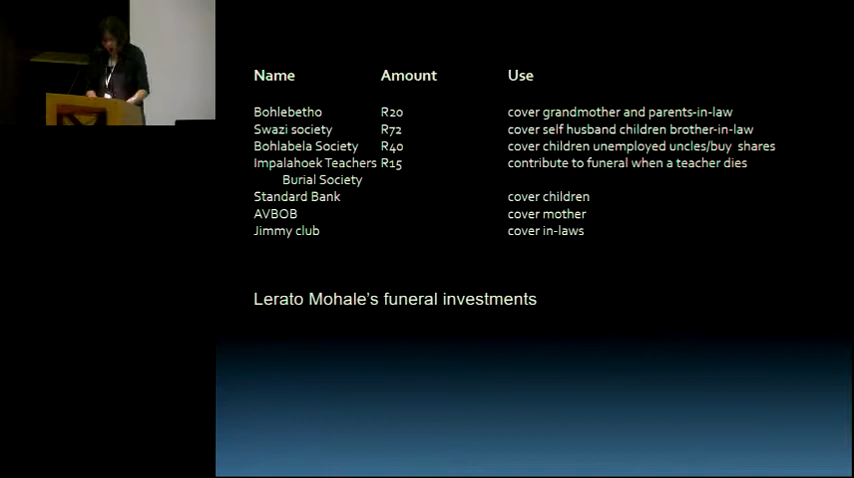 Name Amount Use
Bohlebetho R20 cover grandmother and parents-in-law
Swazi society R72 cover self husband children brother-in-law
Bohlabela Society R40 cover children unemployed uncles/buy shares
Impalahoek Teachers R15 contribute to funeral when a teacher dies
Burial Society
Standard Bank cover children
AVBOB cover mother
Jimmy club cover in-laws
Lerato Mohale's funeral investments